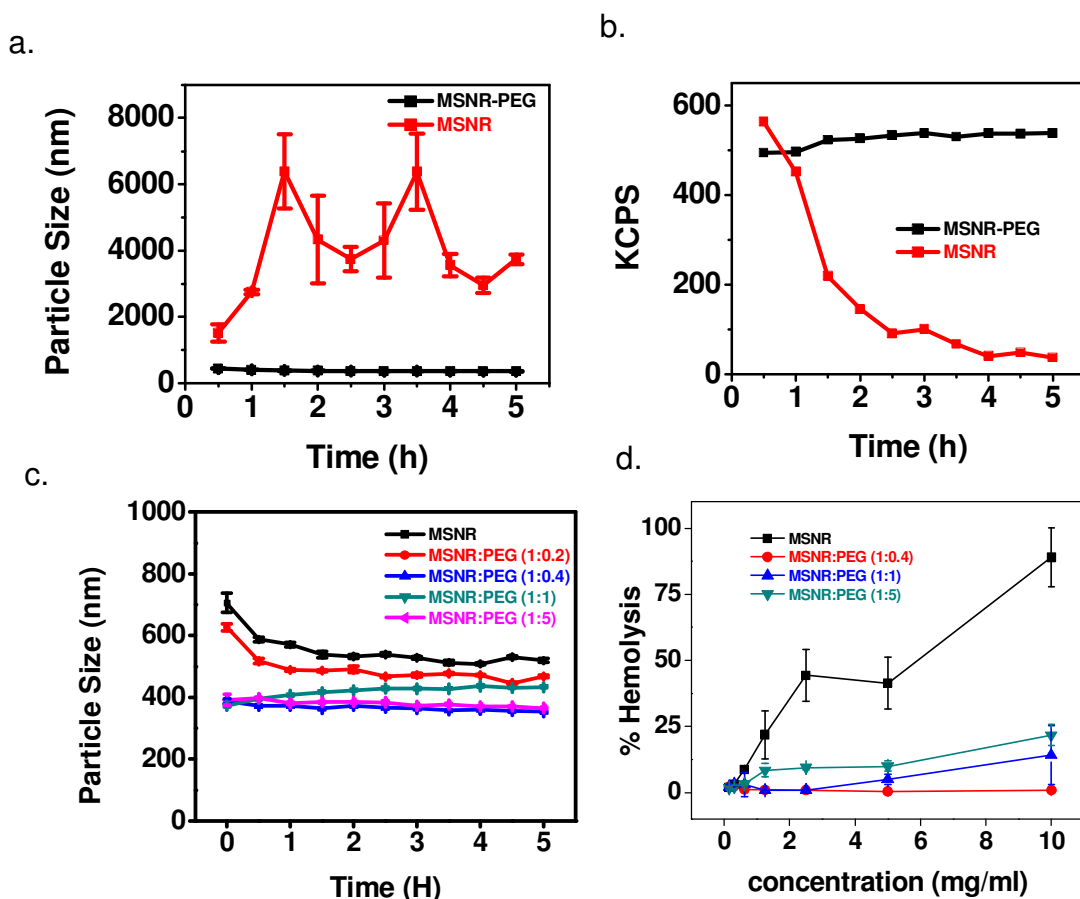 a.
8000
6000
4000
2000
0
0 1 2 3 4 5
Particle Size (nm)
Time (h)
MSNR-PEG
MSNR
b.
600
400
200
0
0 1 2 3 4 5
KCPS
Time (h)
MSNR-PEG
MSNR
c.
1000
800
600
400
200
0
0 1 2 3 4 5
Particle Size (nm)
Time (H)
MSNR
MSNR:PEG (1:0.2)
MSNR:PEG (1:0.4)
MSNR:PEG (1:1)
MSNR:PEG (1:5)
d.
100
75
50
25
0
0 2 4 6 8 10
% Hemolysis
concentration (mg/ml)
MSNR
MSNR:PEG (1:0.4)
MSNR:PEG (1:1)
MSNR:PEG (1:5)